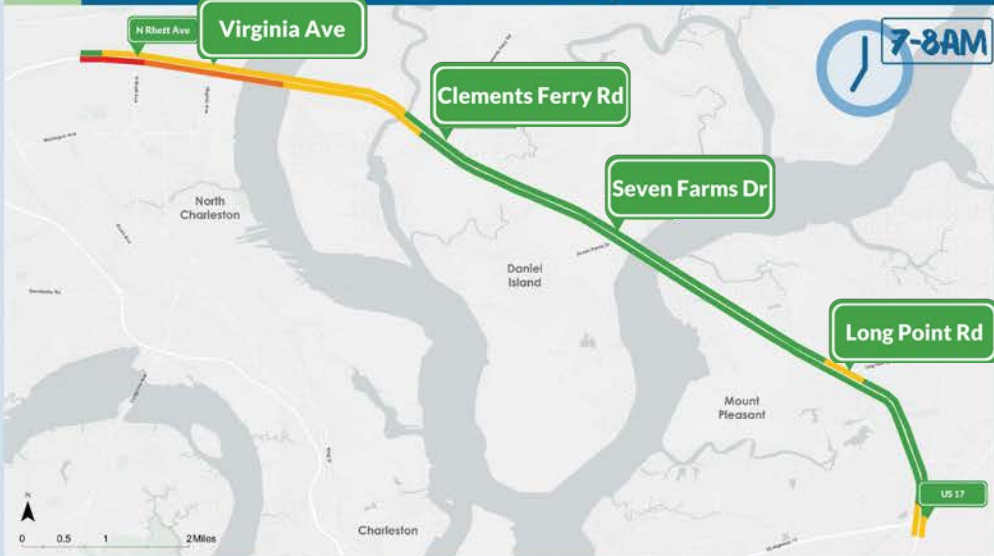 N Rhett Ave
Virginia Ave
7-8AM
Clements Ferry Rd
Seven Farms Dr
North
Charleston
Daniel
Island
Long Point Rd
Mount
Pleasant
US 17
N
0 0.5 1 2 Miles
Charleston